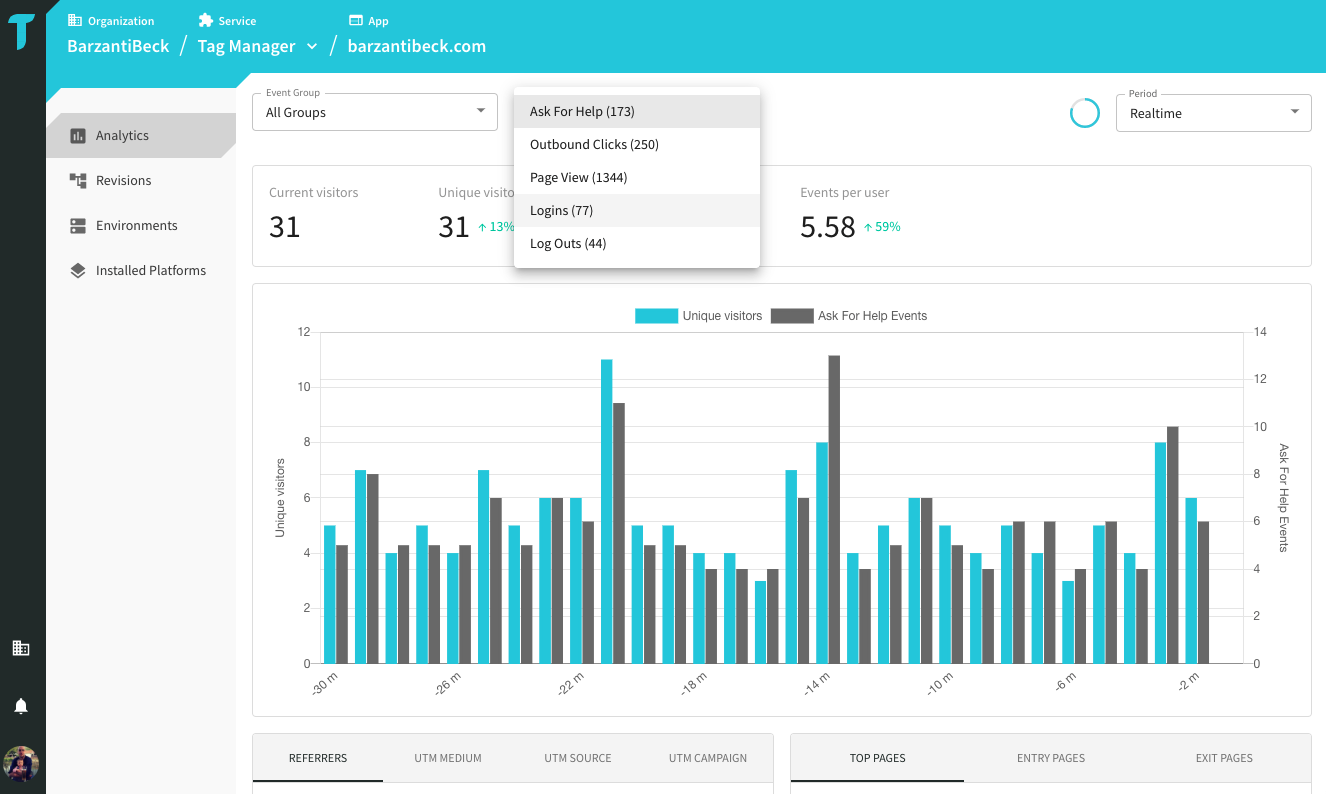 Organization
Service
App
BarzantiBeck / Tag Manager / barzantibeck.com
Analytics
Revisions
Environments
Installed Platforms
Event Group
All Groups
Ask For Help (173)
Outbound Clicks (250)
Page View (1344)
Logins (77)
Log Outs (44)
Period
Realtime
Current visitors
31
Unique visito
31 ↑ 13%
Events per user
5.58 ↑ 59%
Unique visitors
Ask For Help Events
12
10
8
6
4
2
0
Unique visitors
14
12
10
8
6
4
2
0
Ask For Help Events
-30 m
-26 m
-22 m
-18 m
-14 m
-10 m
-6 m
-2 m
REFERRERS
UTM MEDIUM
UTM SOURCE
UTM CAMPAIGN
TOP PAGES
ENTRY PAGES
EXIT PAGES